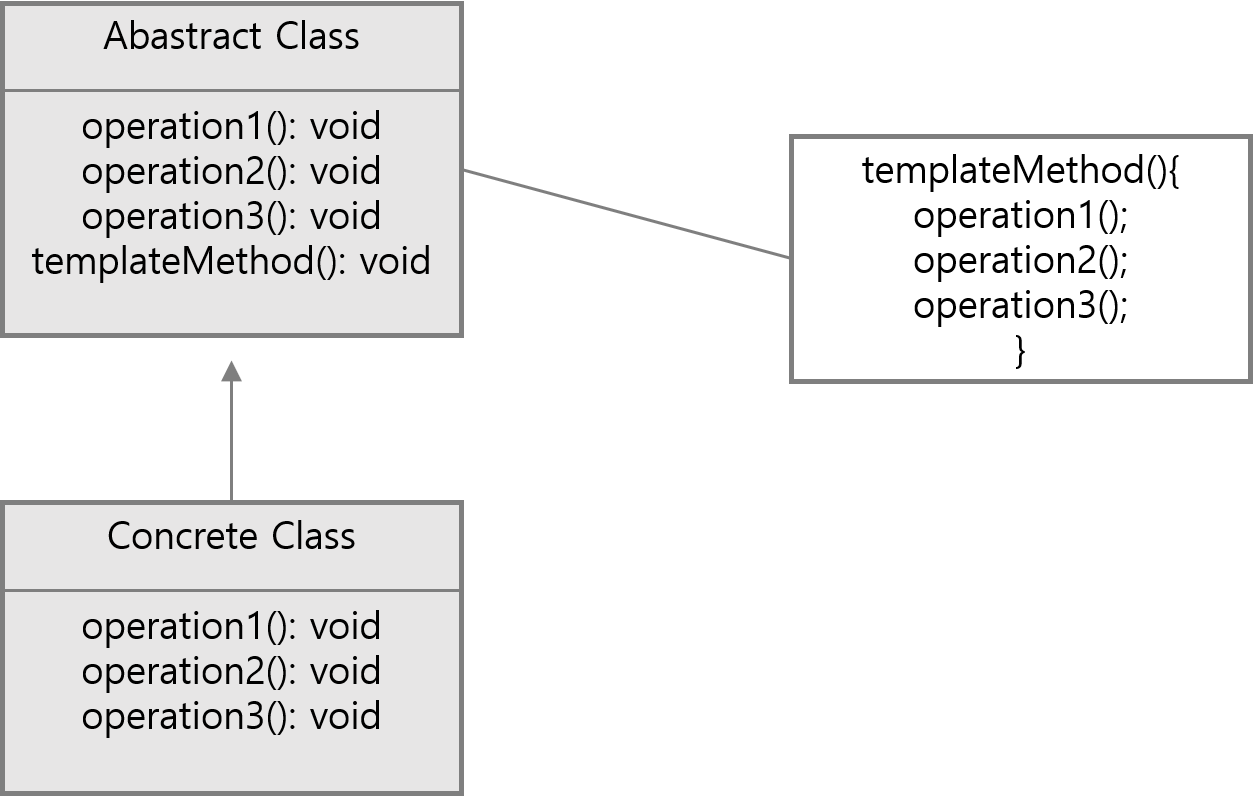 Abastract Class
operation1(): void
operation2(): void
operation3(): void
templateMethod(): void
templateMethod(){
operation1();
operation2();
operation3();
}
Concrete Class
operation1(): void
operation2(): void
operation3(): void